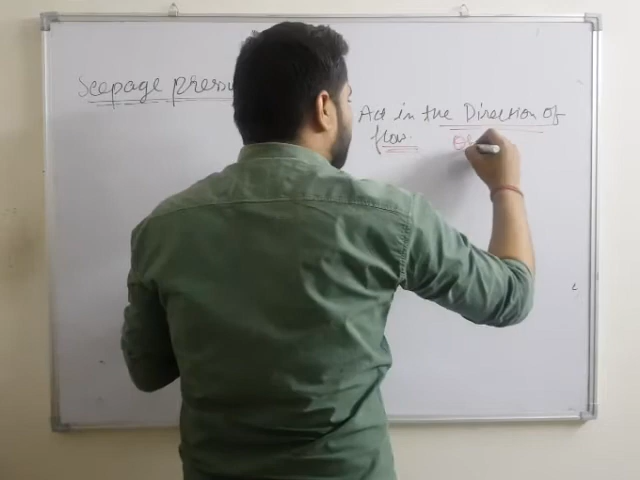 Seepage
Act in the Direction of
flow.